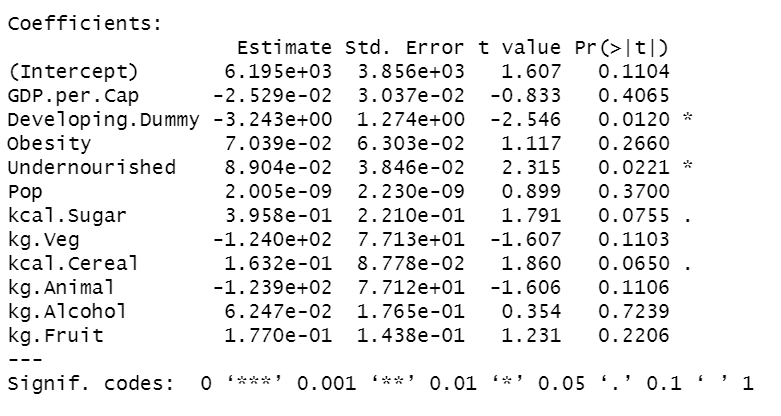 Coefficients:
                   Estimate Std. Error t value Pr(>|t|)
(Intercept)       6.195e+03  3.856e+03   1.607   0.1104
GDP.per.Cap      -2.529e-02  3.037e-02  -0.833   0.4065
Developing.Dummy -3.243e+00  1.274e+00  -2.546   0.0120 *
Obesity           7.039e-02  6.303e-02   1.117   0.2660
Undernourished    8.904e-02  3.846e-02   2.315   0.0221 *
Pop               2.005e-09  2.230e-09   0.899   0.3700
kcal.Sugar        3.958e-01  2.210e-01   1.791   0.0755 .
kg.Veg           -1.240e+02  7.713e+01  -1.607   0.1103
kcal.Cereal       1.632e-01  8.778e-02   1.860   0.0650 .
kg.Animal        -1.239e+02  7.712e+01  -1.606   0.1106
kg.Alcohol        6.247e-02  1.765e-01   0.354   0.7239
kg.Fruit          1.770e-01  1.438e-01   1.231   0.2206
---
Signif. codes:  0 ‘***’ 0.001 ‘**’ 0.01 ‘*’ 0.05 ‘.’ 0.1 ‘ ’ 1